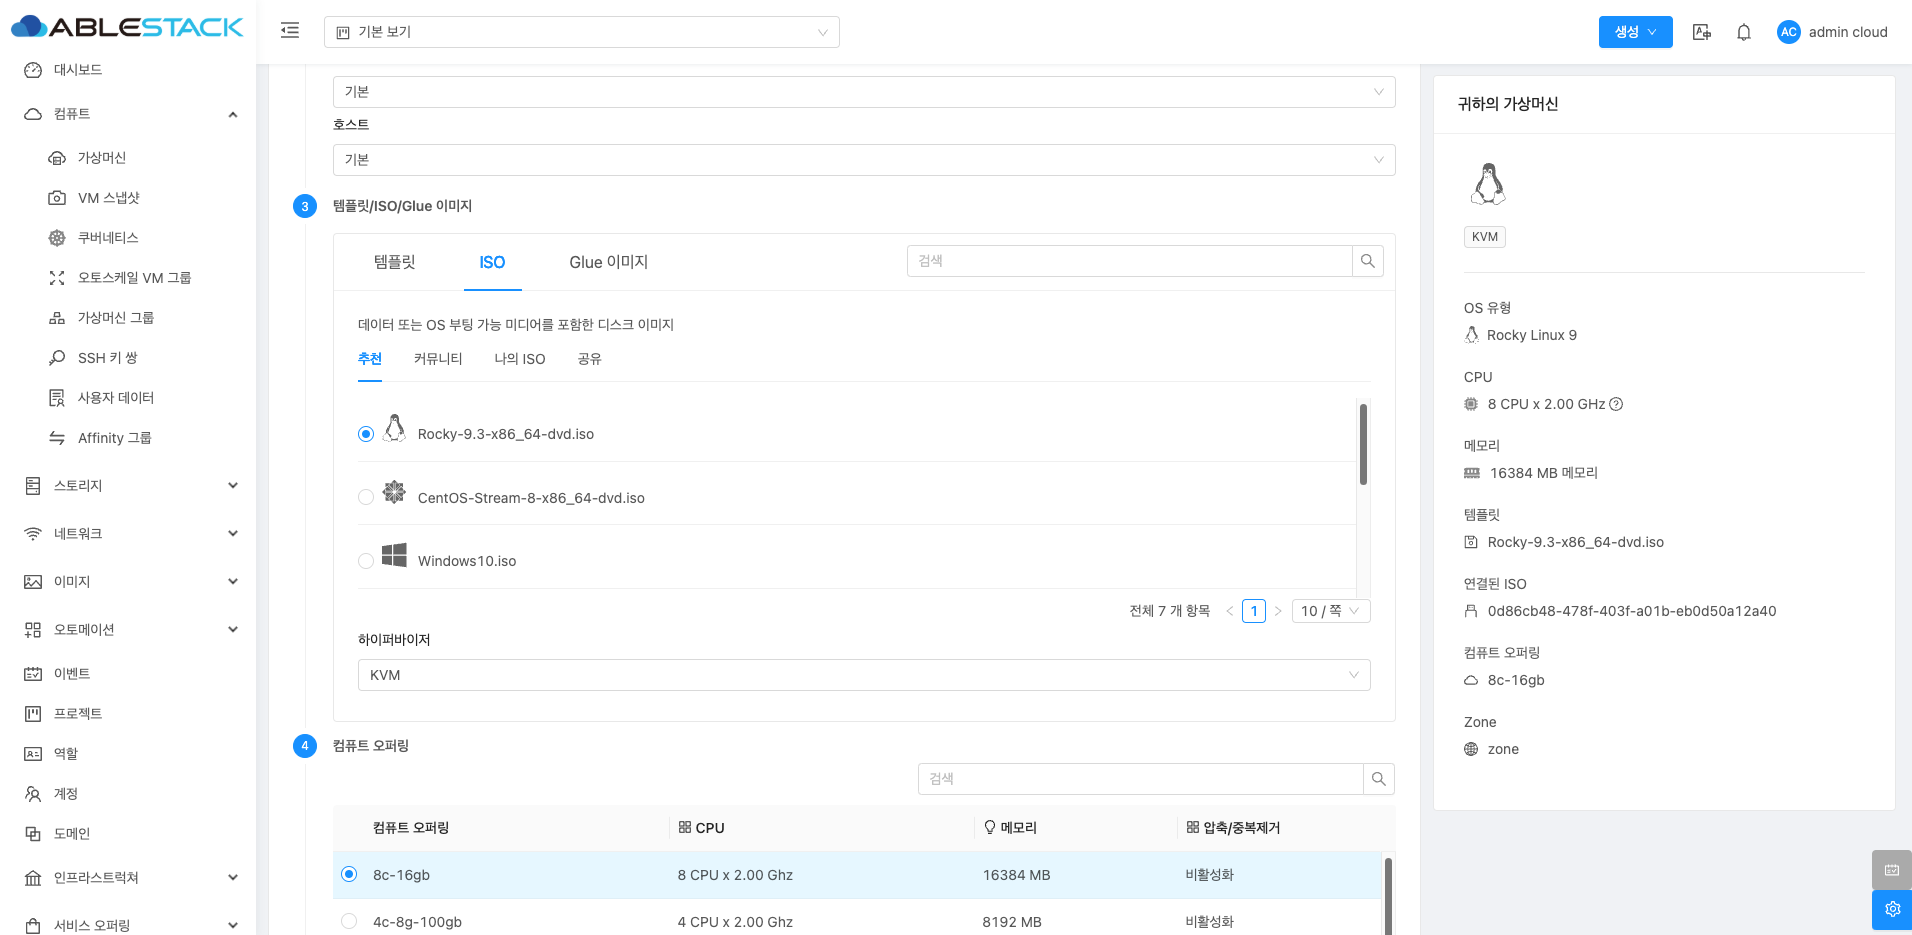 ABLESTACK
기본 보기
생성
AC
admin cloud
대시보드
컴퓨트
가상머신
VM 스냅샷
쿠버네티스
오토스케일 VM 그룹
가상머신 그룹
SSH 키 쌍
사용자 데이터
Affinity 그룹
스토리지
네트워크
이미지
오토메이션
이벤트
프로젝트
역할
계정
도메인
인프라스트럭쳐
서비스 오퍼링
기본
호스트
기본
3
템플릿/ISO/Glue 이미지
템플릿
ISO
Glue 이미지
검색
데이터 또는 OS 부팅 가능 미디어를 포함한 디스크 이미지
추천
커뮤니티
나의 ISO
공유
Rocky-9.3-x86_64-dvd.iso
CentOS-Stream-8-x86_64-dvd.iso
Windows10.iso
전체 7 개 항목
1
10 / 쪽
하이퍼바이저
KVM
4
컴퓨트 오퍼링
검색
컴퓨트 오퍼링
CPU
메모리
압축/중복제거
8c-16gb
8 CPU x 2.00 Ghz
16384 MB
비활성화
4c-8g-100gb
4 CPU x 2.00 Ghz
8192 MB
비활성화
귀하의 가상머신
KVM
OS 유형
Rocky Linux 9
CPU
8 CPU x 2.00 GHz
메모리
16384 MB 메모리
템플릿
Rocky-9.3-x86_64-dvd.iso
연결된 ISO
0d86cb48-478f-403f-a01b-eb0d50a12a40
컴퓨트 오퍼링
8c-16gb
Zone
zone